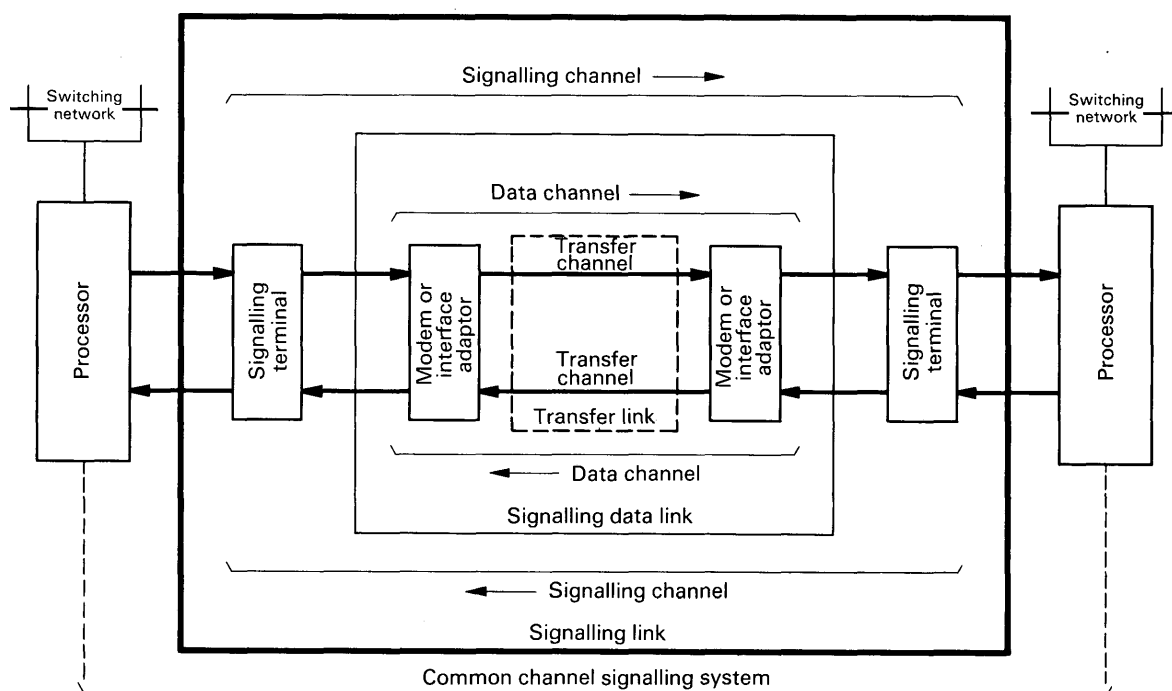 Signalling channel
Switching
network
Switching
network
Data channel
Transfer
channel
Processor
Signalling
terminal
Modem or
interface
adaptor
Modem or
interface
adaptor
Signalling
terminal
Processor
Transfer
channel
Transfer link
Data channel
Signalling data link
Signalling channel
Signalling link
Common channel signalling system